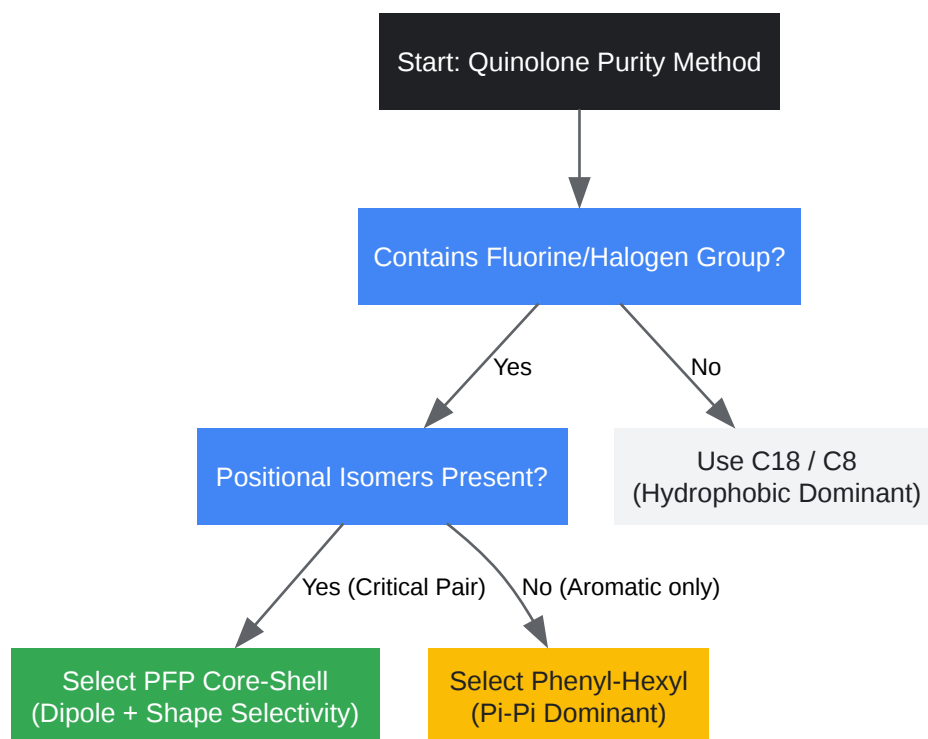 Start: Quinolone Purity Method
Contains Fluorine/Halogen Group?
Yes
No
Positional Isomers Present?
Use C18 / C8
(Hydrophobic Dominant)
Yes (Critical Pair)
No (Aromatic only)
Select PFP Core-Shell
(Dipole + Shape Selectivity)
Select Phenyl-Hexyl
(Pi-Pi Dominant)